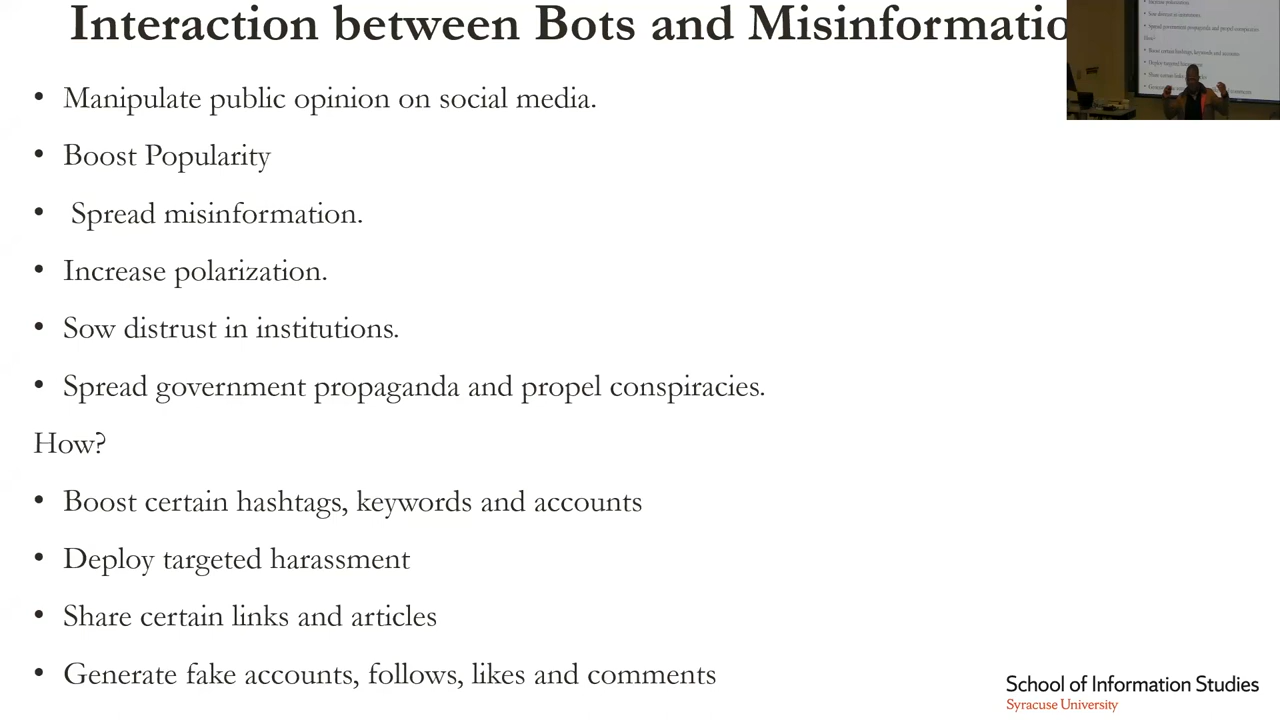 Interaction between Bots and Misinformatio
• Manipulate public opinion on social media.
• Boost Popularity
• Spread misinformation.
• Increase polarization.
• Sow distrust in institutions.
• Spread government propaganda and propel conspiracies.
How?
• Boost certain hashtags, keywords and accounts
• Deploy targeted harassment
• Share certain links and articles
• Generate fake accounts, follows, likes and comments
School of Information Studies
Syracuse University